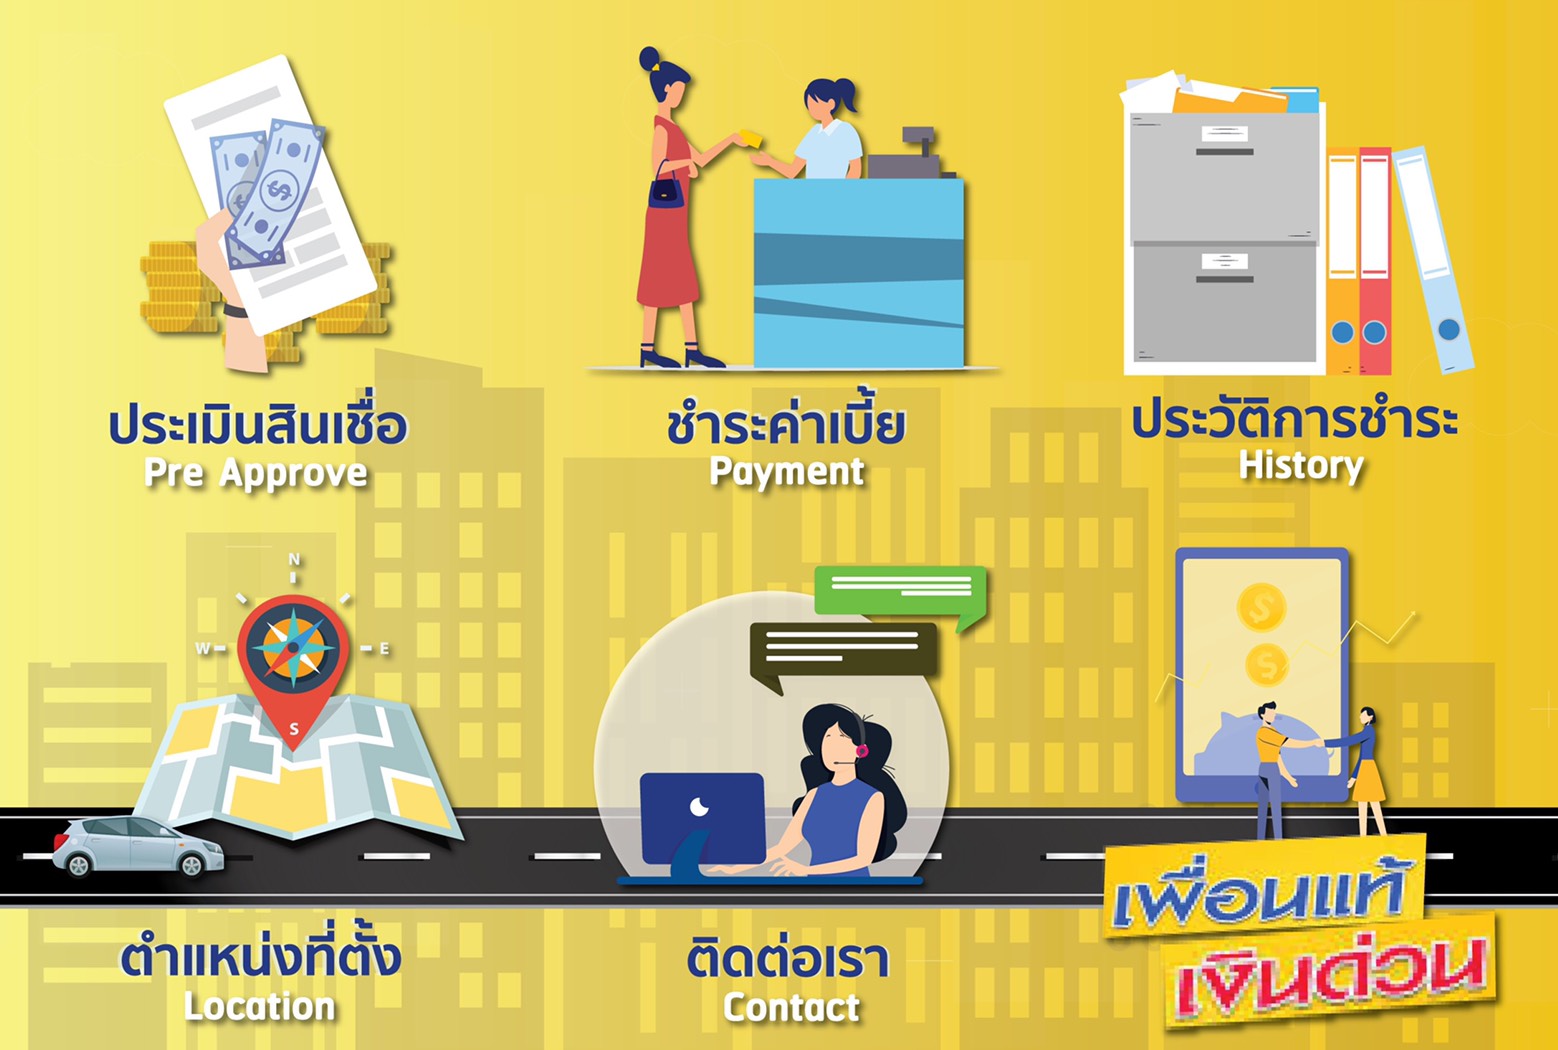 ประเมินสินเชื่อ
Pre Approve
ชำระค่าเบี้ย
Payment
ประวัติการชำระ
History
N
W
E
S
ตำแหน่งที่ตั้ง
Location
ติดต่อเรา
Contact
เพื่อนแท้
เงินด่วน